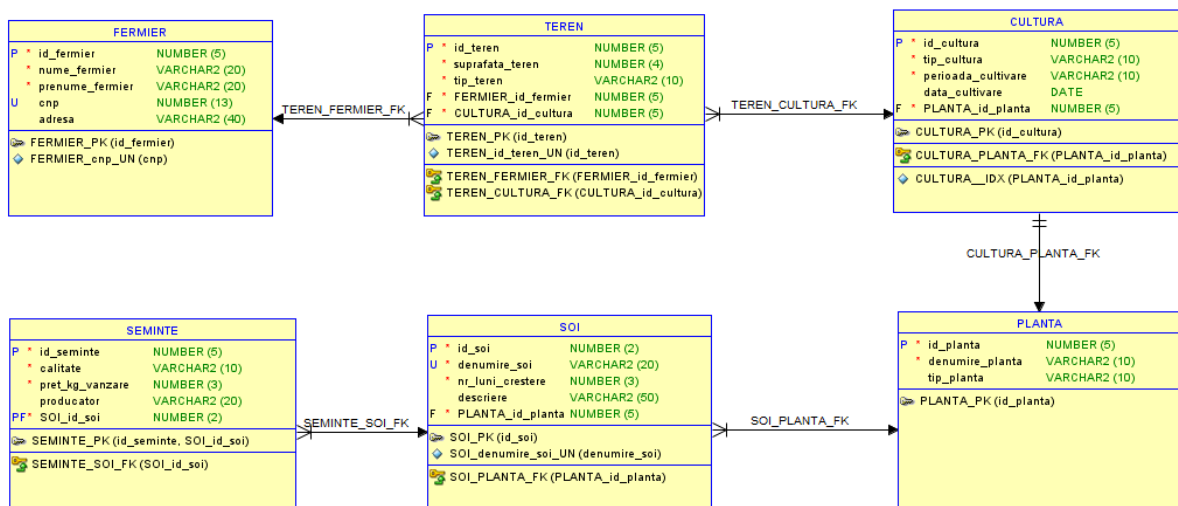 FERMIER
P * id_fermier NUMBER (5)
* nume_fermier VARCHAR2 (20)
* prenume_fermier VARCHAR2 (20)
U cnp NUMBER (13)
adresa VARCHAR2 (40)
FERMIER_PK (id_fermier)
FERMIER_cnp_UN (cnp)
TEREN_FERMIER_FK
TEREN
P * id_teren NUMBER (5)
* suprafata_teren NUMBER (4)
* tip_teren VARCHAR2 (10)
F * FERMIER_id_fermier NUMBER (5)
F * CULTURA_id_cultura NUMBER (5)
TEREN_PK (id_teren)
TEREN_id_teren_UN (id_teren)
TEREN_FERMIER_FK (FERMIER_id_fermier)
TEREN_CULTURA_FK (CULTURA_id_cultura)
TEREN_CULTURA_FK
CULTURA
P * id_cultura NUMBER (5)
* tip_cultura VARCHAR2 (10)
* perioada_cultivare VARCHAR2 (10)
data_cultivare DATE
F * PLANTA_id_planta NUMBER (5)
CULTURA_PK (id_cultura)
CULTURA_PLANTA_FK (PLANTA_id_planta)
CULTURA__IDX (PLANTA_id_planta)
CULTURA_PLANTA_FK
SEMINTE
P * id_seminte NUMBER (5)
* calitate VARCHAR2 (10)
* pret_kg_vanzare NUMBER (3)
producator VARCHAR2 (20)
PF * SOI_id_soi NUMBER (2)
SEMINTE_PK (id_seminte, SOI_id_soi)
SEMINTE_SOI_FK (SOI_id_soi)
SEMINTE_SOI_FK
SOI
P * id_soi NUMBER (2)
U * denumire_soi VARCHAR2 (20)
* nr_luni_crestere NUMBER (3)
descriere VARCHAR2 (50)
F * PLANTA_id_planta NUMBER (5)
SOI_PK (id_soi)
SOI_denumire_soi_UN (denumire_soi)
SOI_PLANTA_FK (PLANTA_id_planta)
SOI_PLANTA_FK
PLANTA
P * id_planta NUMBER (5)
* denumire_planta VARCHAR2 (10)
tip_planta VARCHAR2 (10)
PLANTA_PK (id_planta)